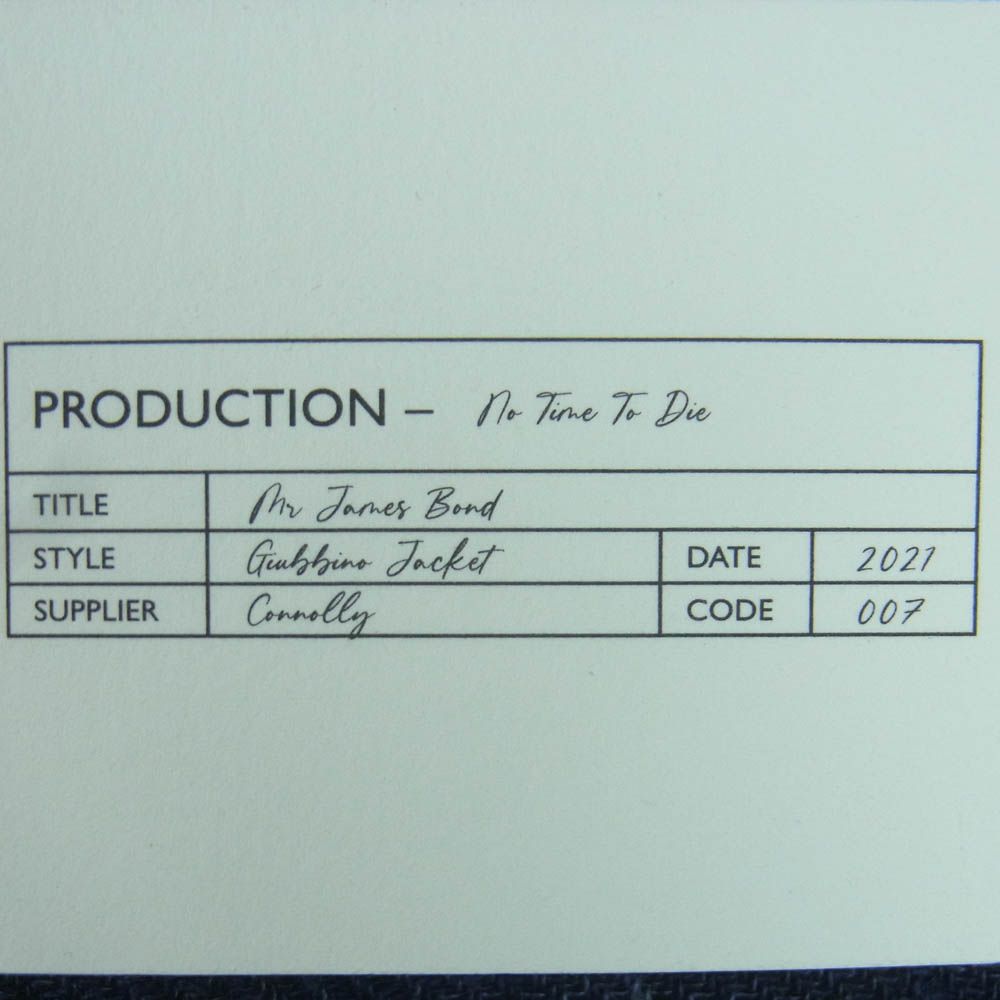 PRODUCTION – No Time To Die
TITLE Mr James Bond
STYLE Giubbino Jacket DATE 2021
SUPPLIER Connolly CODE 007